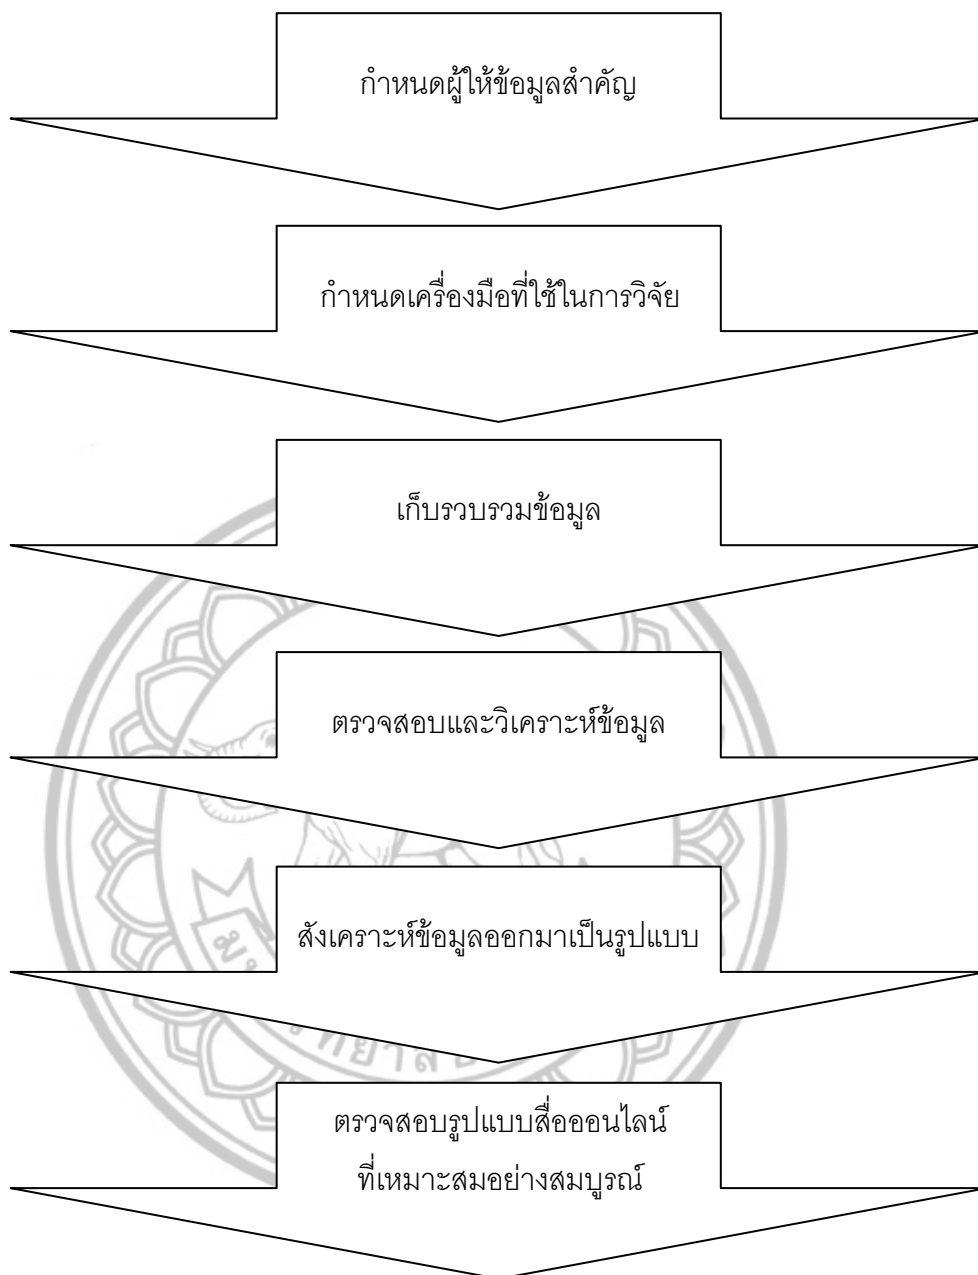 กำหนดผู้ให้ข้อมูลสำคัญ
กำหนดเครื่องมือที่ใช้ในการวิจัย
เก็บรวบรวมข้อมูล
ตรวจสอบและวิเคราะห์ข้อมูล
สังเคราะห์ข้อมูลออกมาเป็นรูปแบบ
ตรวจสอบรูปแบบสื่อออนไลน์
ที่เหมาะสมอย่างสมบูรณ์